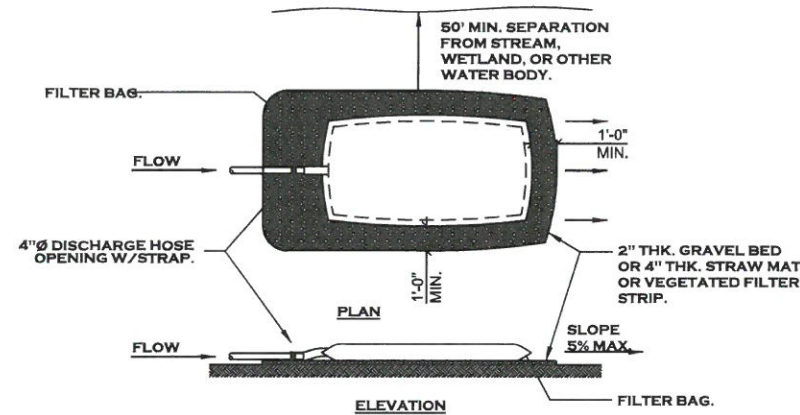 50' MIN. SEPARATION
FROM STREAM,
WETLAND, OR OTHER
WATER BODY.
FILTER BAG.
FLOW
1'-0"
MIN.
4"Ø DISCHARGE HOSE
OPENING W/STRAP.
1'-0"
MIN.
2" THK. GRAVEL BED
OR 4" THK. STRAW MAT
OR VEGETATED FILTER
STRIP.
PLAN
SLOPE
5% MAX.
FLOW
FILTER BAG.
ELEVATION